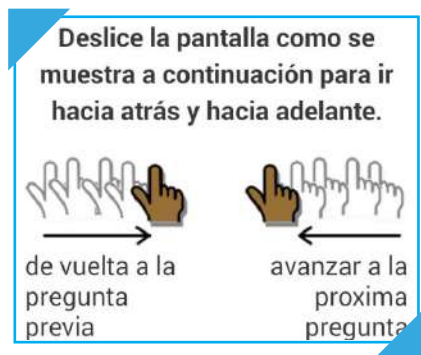 Deslice la pantalla como se
muestra a continuación para ir
hacia atrás y hacia adelante.
de vuelta a la
pregunta
previa
avanzar a la
proxima
pregunta